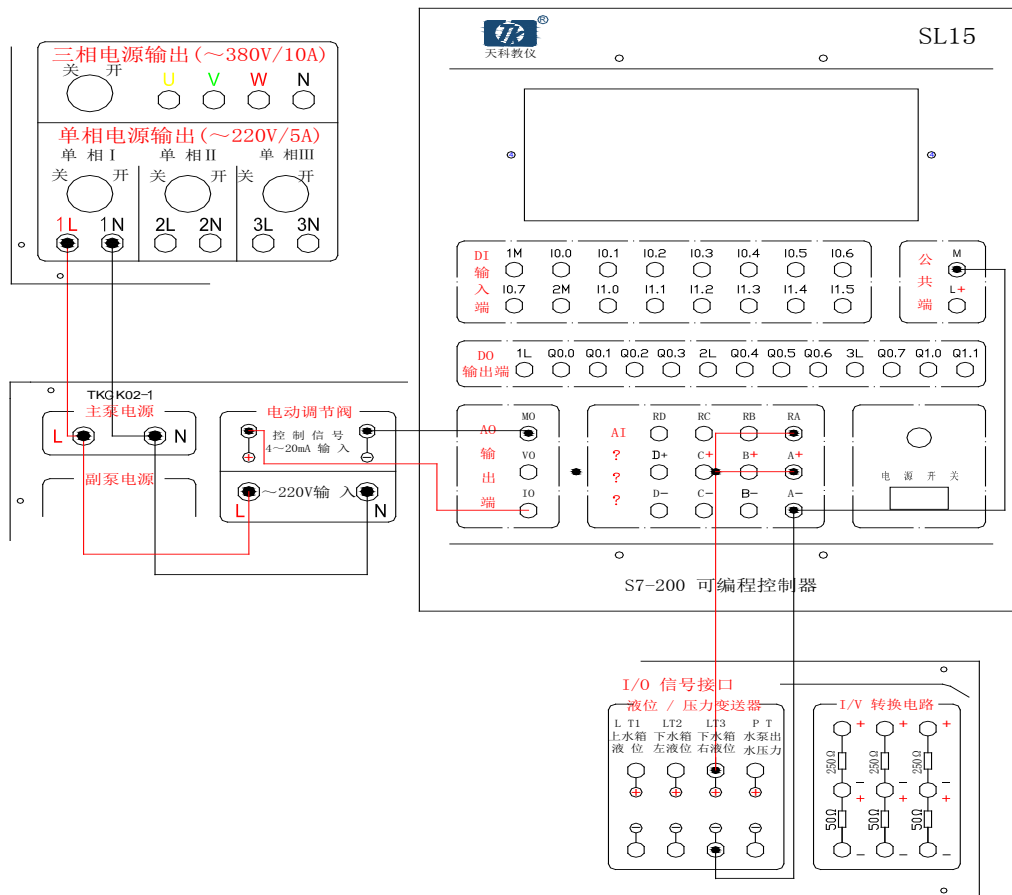 三相电源输出(～380V/10A)
关 开
U V W N
单相电源输出(～220V/5A)
单 相 I 单 相II 单 相III
关 开 关 开 关 开
1L 1N 2L 2N 3L 3N
TKGK02-1
主泵电源
L N
副泵电源
电动调节阀
控 制 信 号
4～20mA 输 入
+ −
～220V输 入
L N
TK ®
天科教仪
SL15
DI
输
入
端
1M I0.0 I0.1 I0.2 I0.3 I0.4 I0.5 I0.6
I0.7 2M I1.0 I1.1 I1.2 I1.3 I1.4 I1.5
公
共
端
M
L+
DO
输出端
1L Q0.0 Q0.1 Q0.2 Q0.3 2L Q0.4 Q0.5 Q0.6 3L Q0.7 Q1.0 Q1.1
AO
输
出
端
MO
VO
IO
AI
?
?
?
RD RC RB RA
D+ C+ B+ A+
D− C− B− A−
电 源 开 关
S7-200 可编程控制器
I/O 信号接口
液位 / 压力变送器
L T1 LT2 LT3 P T
上水箱 下水箱 下水箱 水泵出
液 位 左液位 右液位 水压力
+ + + +
− − − −
I/V 转换电路
+ + +
250Ω 250Ω 250Ω
− − −
+ + +
50Ω 50Ω 50Ω
− − −